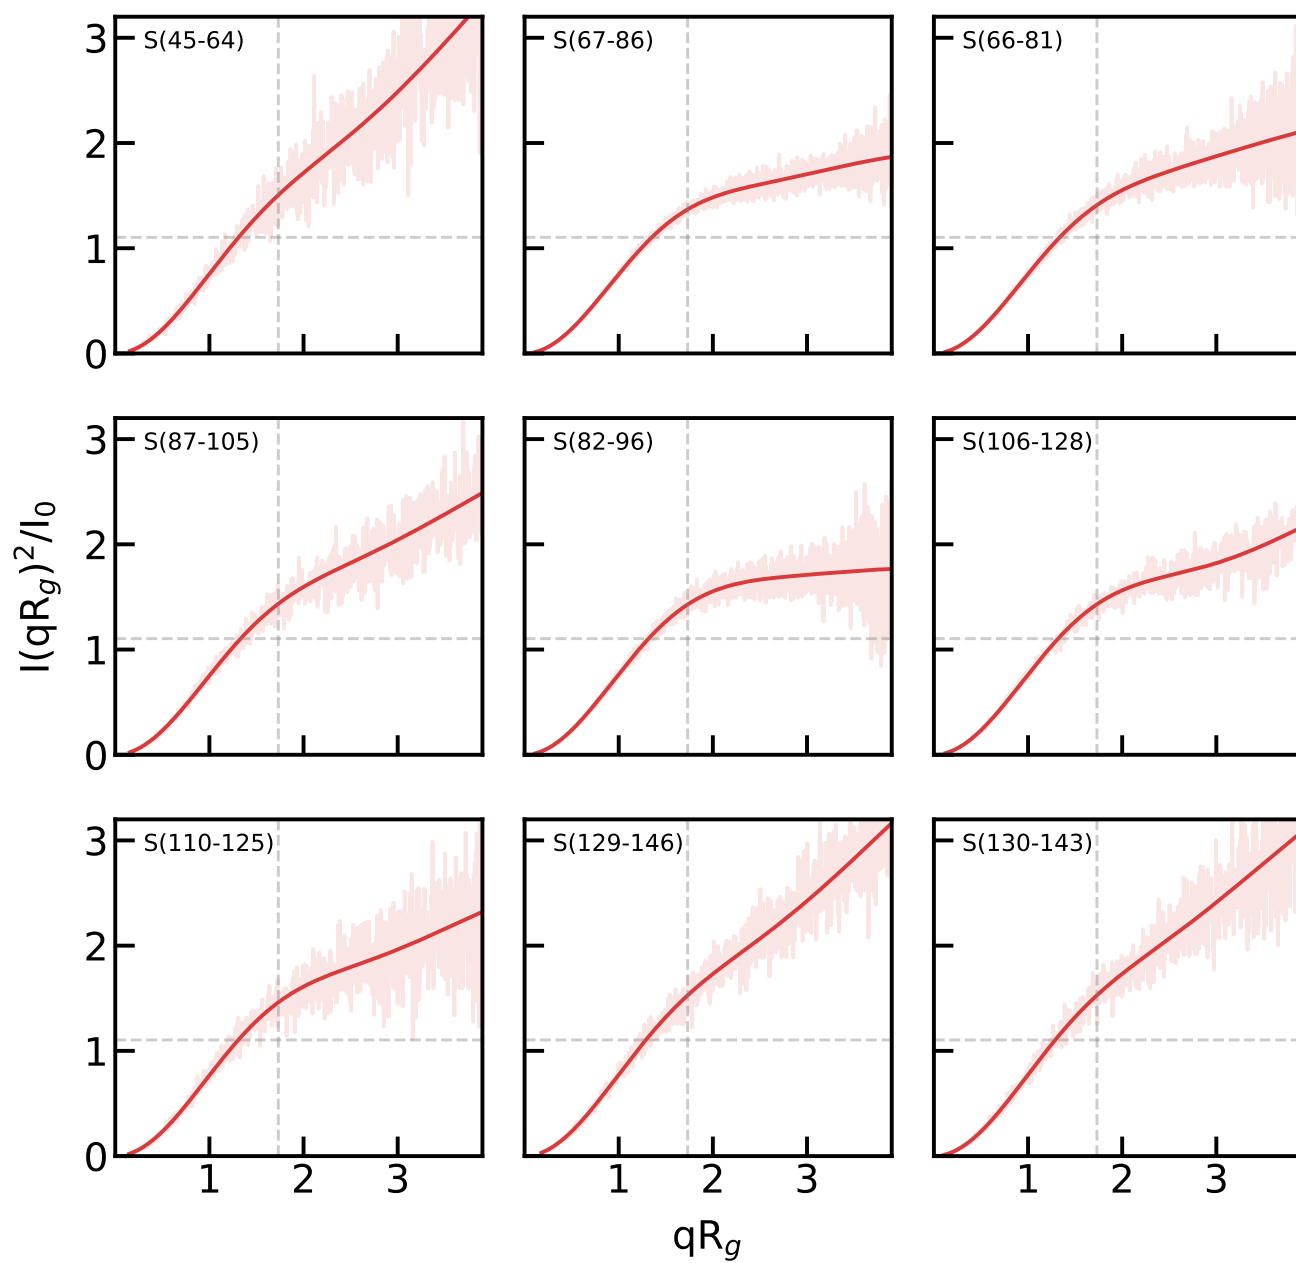 S(45-64)
S(67-86)
S(66-81)
3
2
1
0
S(87-105)
S(82-96)
S(106-128)
3
2
1
0
I(qR_g)^2/I_0
S(110-125)
S(129-146)
S(130-143)
3
2
1
0
1 2 3
1 2 3
1 2 3
qR_g